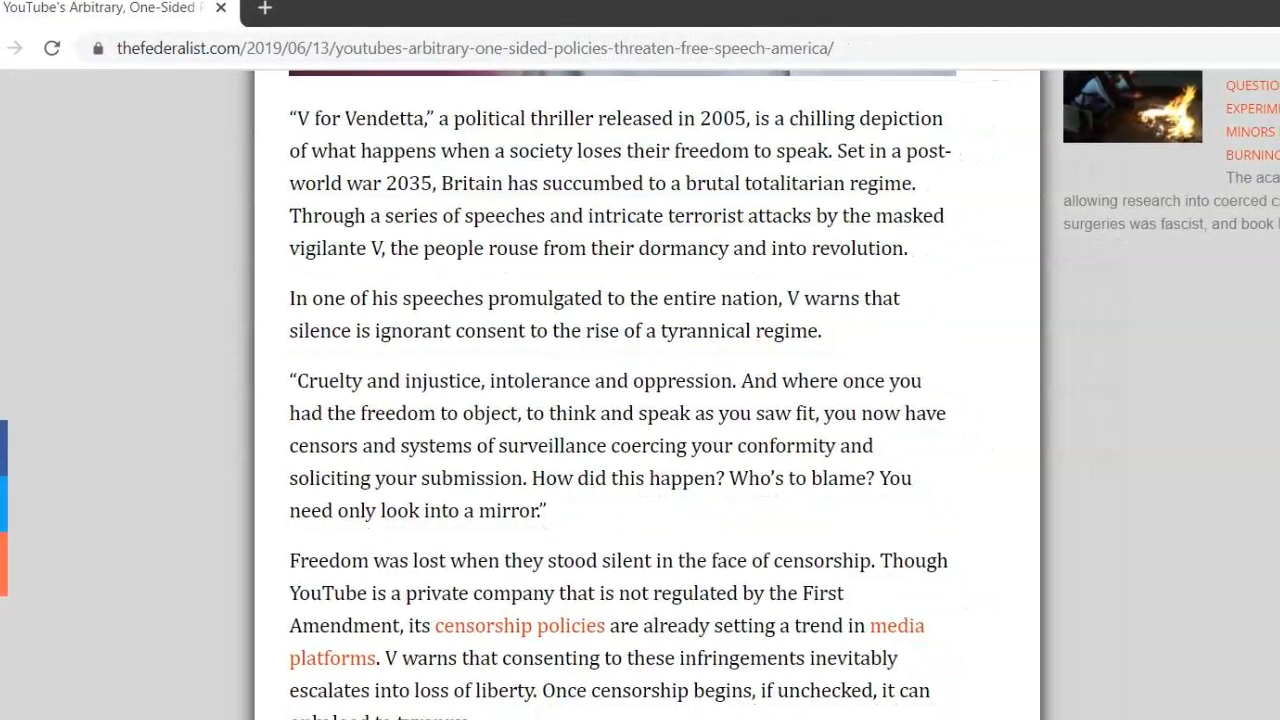 YouTube's Arbitrary, One-Sided
thefederalist.com/2019/06/13/youtubes-arbitrary-one-sided-policies-threaten-free-speech-america/
“V for Vendetta,” a political thriller released in 2005, is a chilling depiction
of what happens when a society loses their freedom to speak. Set in a post-
world war 2035, Britain has succumbed to a brutal totalitarian regime.
Through a series of speeches and intricate terrorist attacks by the masked
vigilante V, the people rouse from their dormancy and into revolution.
In one of his speeches promulgated to the entire nation, V warns that
silence is ignorant consent to the rise of a tyrannical regime.
“Cruelty and injustice, intolerance and oppression. And where once you
had the freedom to object, to think and speak as you saw fit, you now have
censors and systems of surveillance coercing your conformity and
soliciting your submission. How did this happen? Who’s to blame? You
need only look into a mirror.”
Freedom was lost when they stood silent in the face of censorship. Though
YouTube is a private company that is not regulated by the First
Amendment, its censorship policies are already setting a trend in media
platforms. V warns that consenting to these infringements inevitably
escalates into loss of liberty. Once censorship begins, if unchecked, it can
QUESTIO
EXPERIM
MINORS
BURNING
The aca
allowing research into coerced c
surgeries was fascist, and book